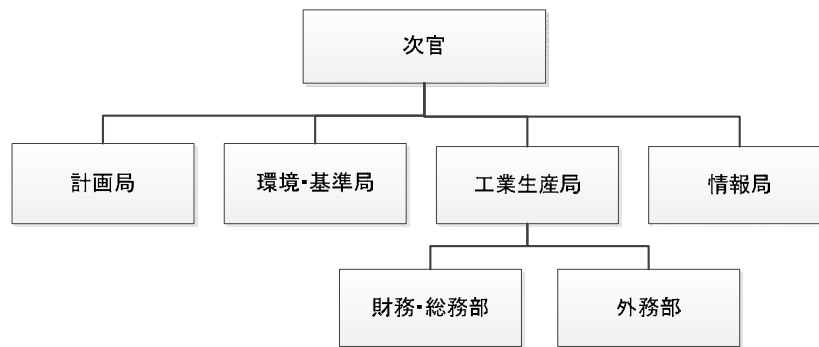 次官
計画局
環境・基準局
工業生産局
情報局
財務・総務部
外務部